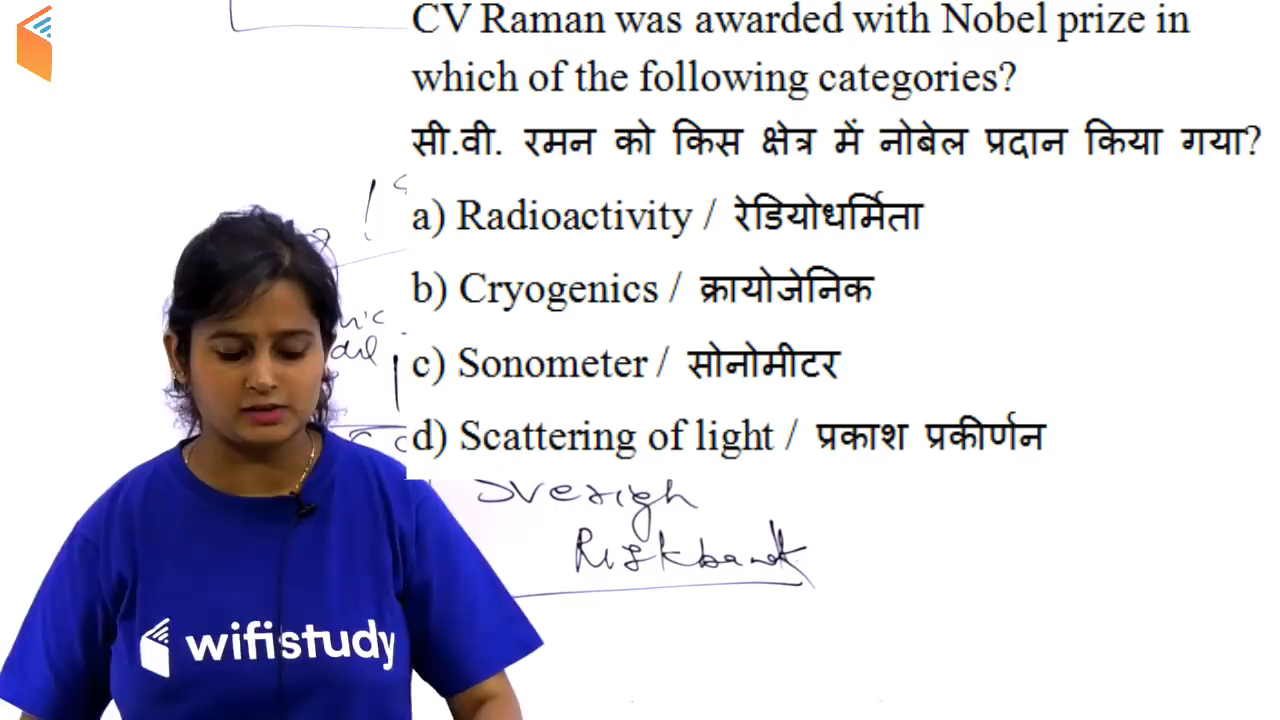 CV Raman was awarded with Nobel prize in
which of the following categories?
सी.वी. रमन को किस क्षेत्र में नोबेल प्रदान किया गया?
a) Radioactivity / रेडियोधर्मिता
b) Cryogenics / क्रायोजेनिक
c) Sonometer / सोनोमीटर
d) Scattering of light / प्रकाश प्रकीर्णन
Riskbank
wifistudy